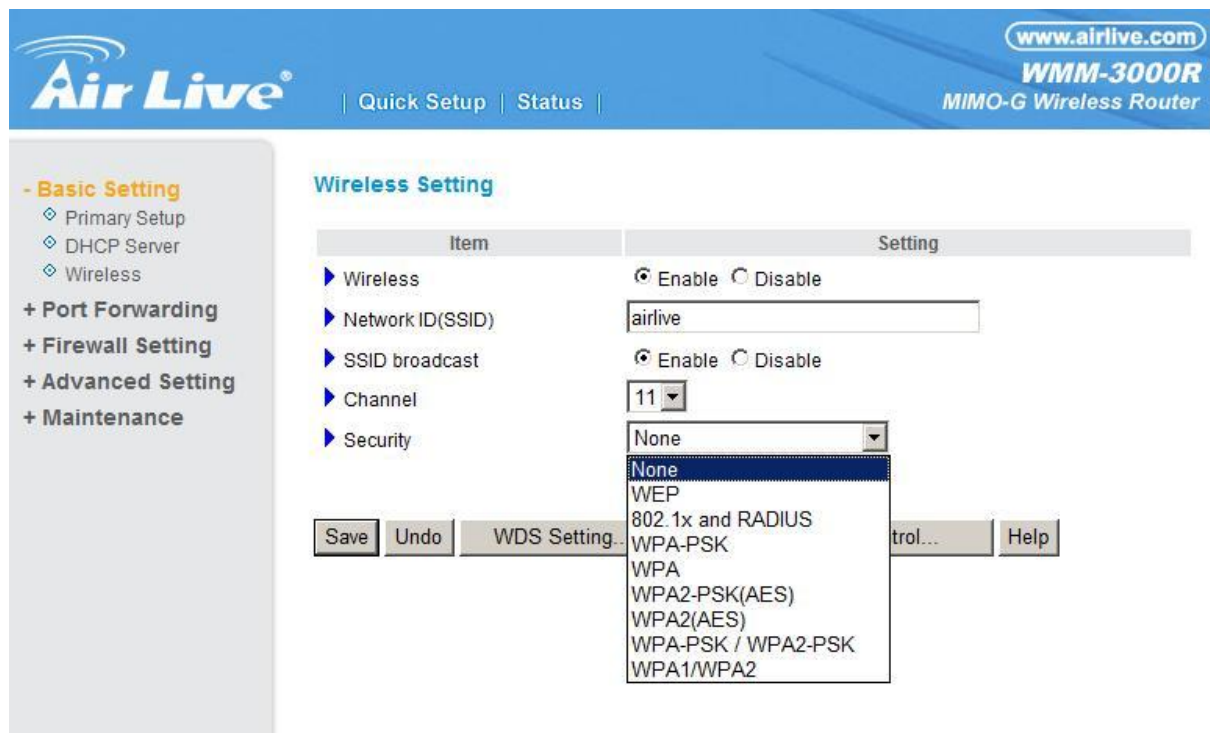 www.airlive.com
Air Live®
| Quick Setup | Status |
WMM-3000R
MIMO-G Wireless Router
- Basic Setting
Primary Setup
DHCP Server
Wireless
+ Port Forwarding
+ Firewall Setting
+ Advanced Setting
+ Maintenance
Wireless Setting
Item Setting
Wireless Enable Disable
Network ID(SSID) airlive
SSID broadcast Enable Disable
Channel 11
Security None
None
WEP
802.1x and RADIUS
WPA-PSK
WPA
WPA2-PSK(AES)
WPA2(AES)
WPA-PSK / WPA2-PSK
WPA1/WPA2
Save Undo WDS Setting.. trol... Help